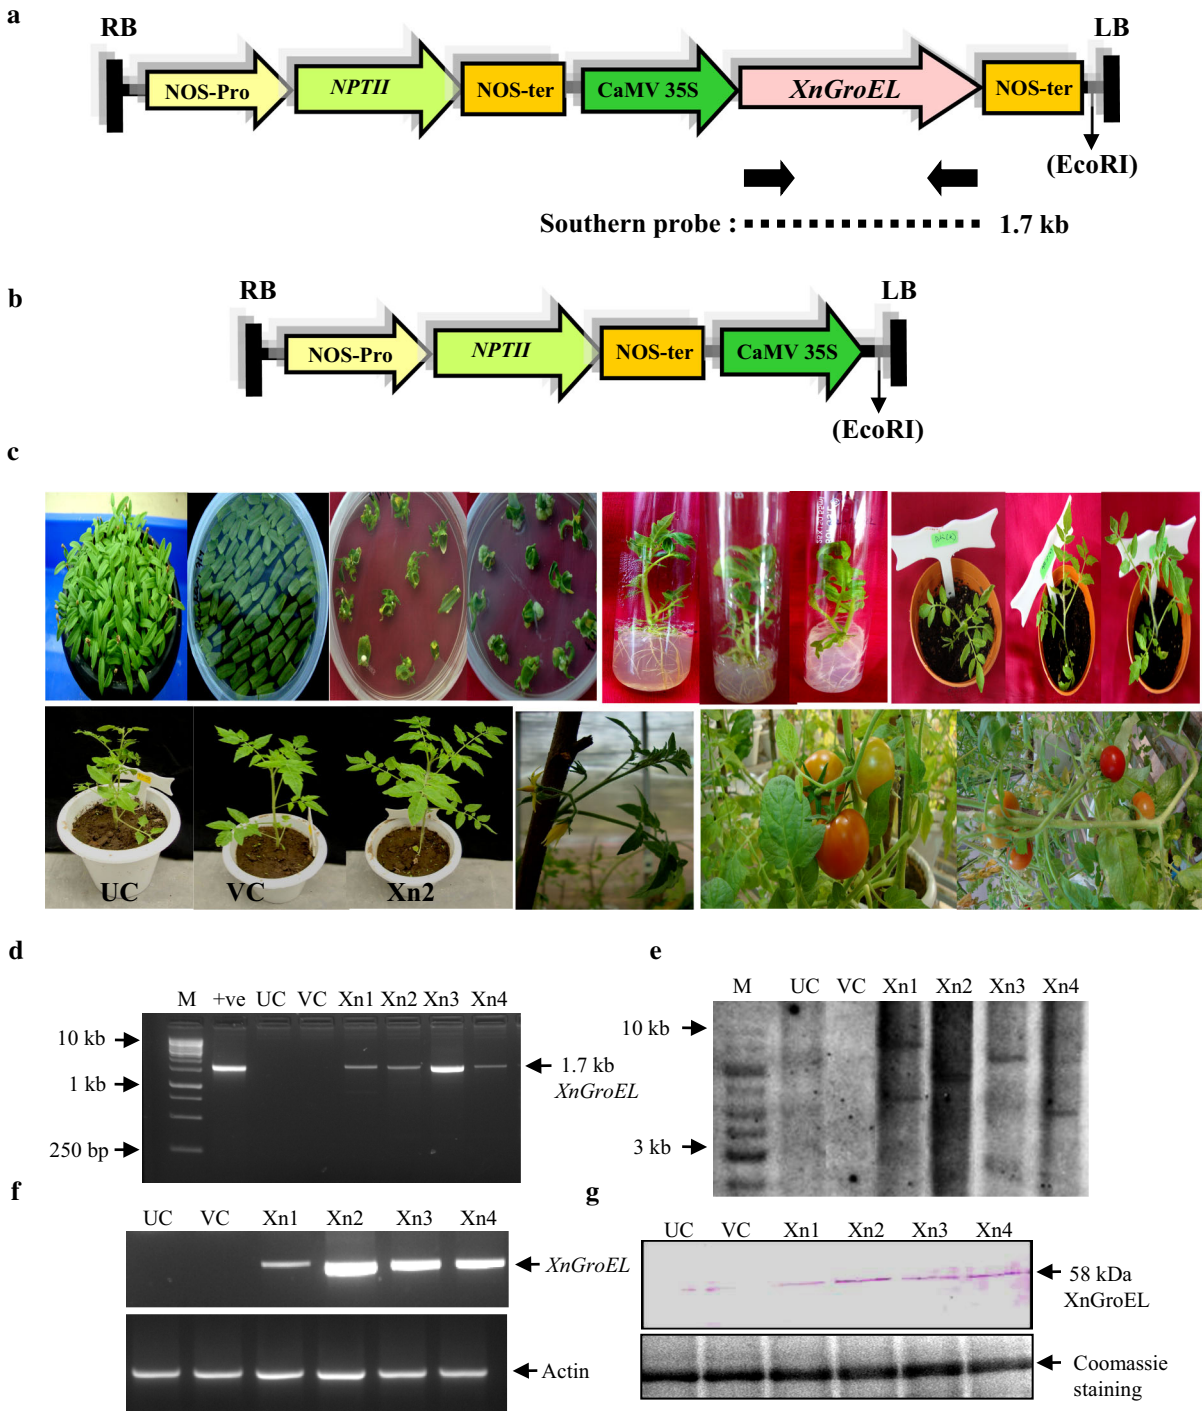 a
RB
LB
NOS-Pro
NPTII
NOS-ter
CaMV 35S
XnGroEL
NOS-ter
(EcoRI)
Southern probe :
1.7 kb
b
RB
LB
NOS-Pro
NPTII
NOS-ter
CaMV 35S
(EcoRI)
c
UC
VC
Xn2
d
M +ve UC VC Xn1 Xn2 Xn3 Xn4
10 kb
1 kb
250 bp
1.7 kb
XnGroEL
e
M UC VC Xn1 Xn2 Xn3 Xn4
10 kb
3 kb
f
UC VC Xn1 Xn2 Xn3 Xn4
XnGroEL
Actin
g
UC VC Xn1 Xn2 Xn3 Xn4
58 kDa
XnGroEL
Coomassie
staining